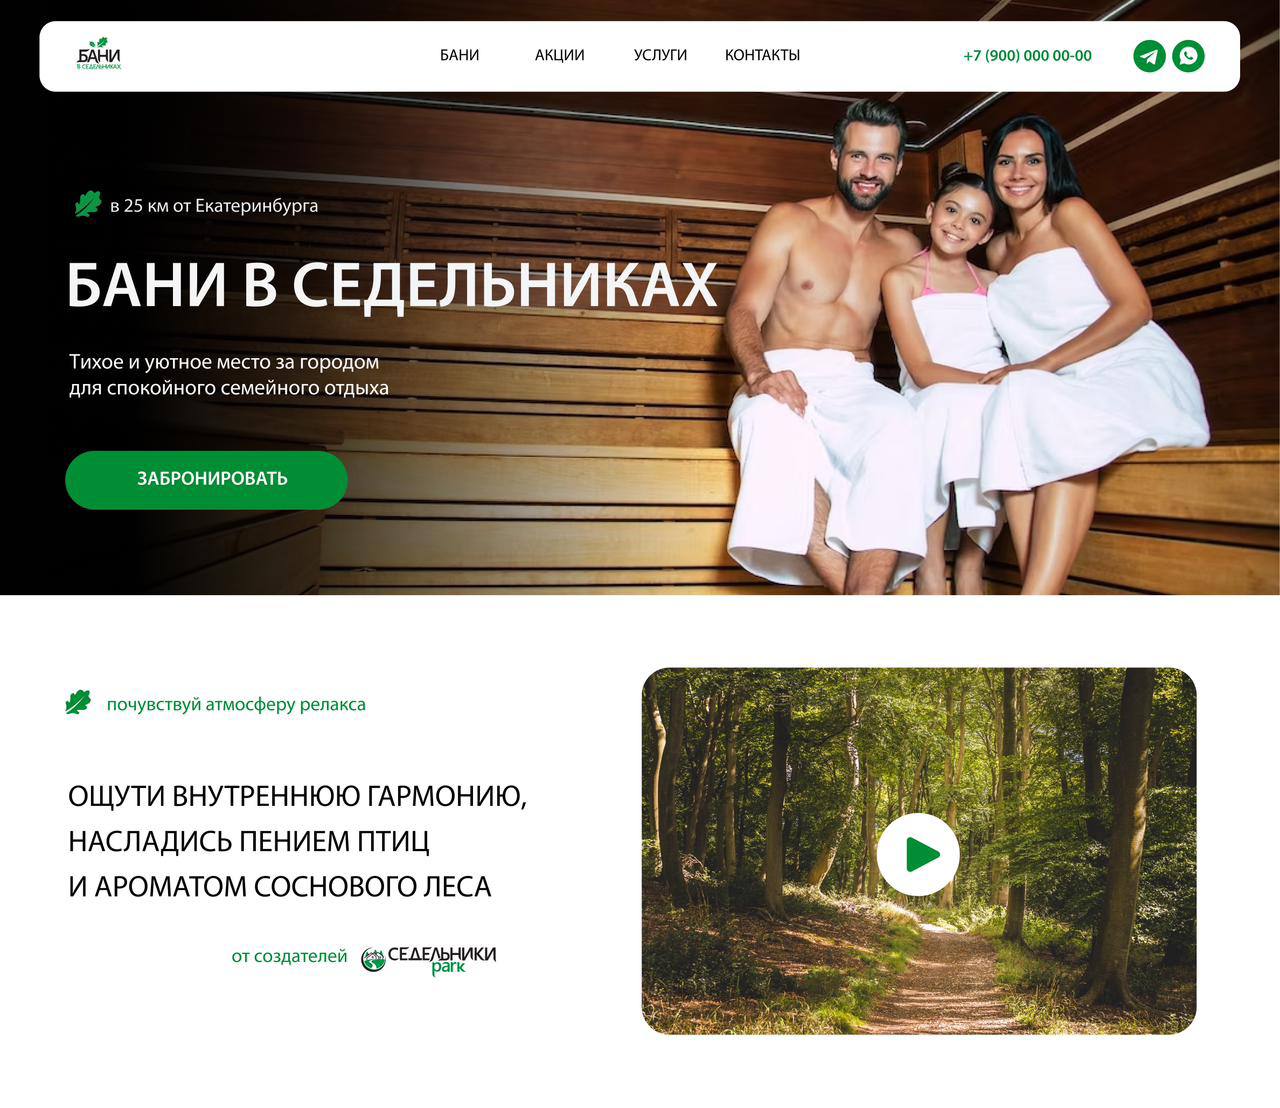 БАНИ
В СЕДЕЛЬНИКАХ
БАНИ АКЦИИ УСЛУГИ КОНТАКТЫ +7 (900) 000 00-00
в 25 км от Екатеринбурга
БАНИ В СЕДЕЛЬНИКАХ
Тихое и уютное место за городом
для спокойного семейного отдыха
ЗАБРОНИРОВАТЬ
почувствуй атмосферу релакса
ОЩУТИ ВНУТРЕННЮЮ ГАРМОНИЮ,
НАСЛАДИСЬ ПЕНИЕМ ПТИЦ
И АРОМАТОМ СОСНОВОГО ЛЕСА
от создателей СЕДЕЛЬНИКИ
park